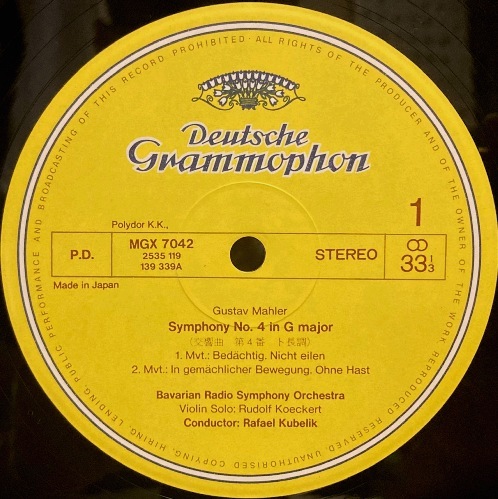 ALL RIGHTS OF THE PRODUCER AND OF THE OWNER OF THE WORK REPRODUCED RESERVED. UNAUTHORISED COPYING, HIRING, LENDING, PUBLIC PERFORMANCE AND BROADCASTING OF THIS RECORD PROHIBITED ·
Deutsche
Grammophon
1
Polydor K.K.,
P.D.
MGX 7042
2535 119
139 339A
STEREO
33 1/3
Made in Japan
Gustav Mahler
Symphony No. 4 in G major
(交響曲 第4番 ト長調)
1. Mvt.: Bedächtig. Nicht eilen
2. Mvt.: In gemächlicher Bewegung. Ohne Hast
Bavarian Radio Symphony Orchestra
Violin Solo: Rudolf Koeckert
Conductor: Rafael Kubelik